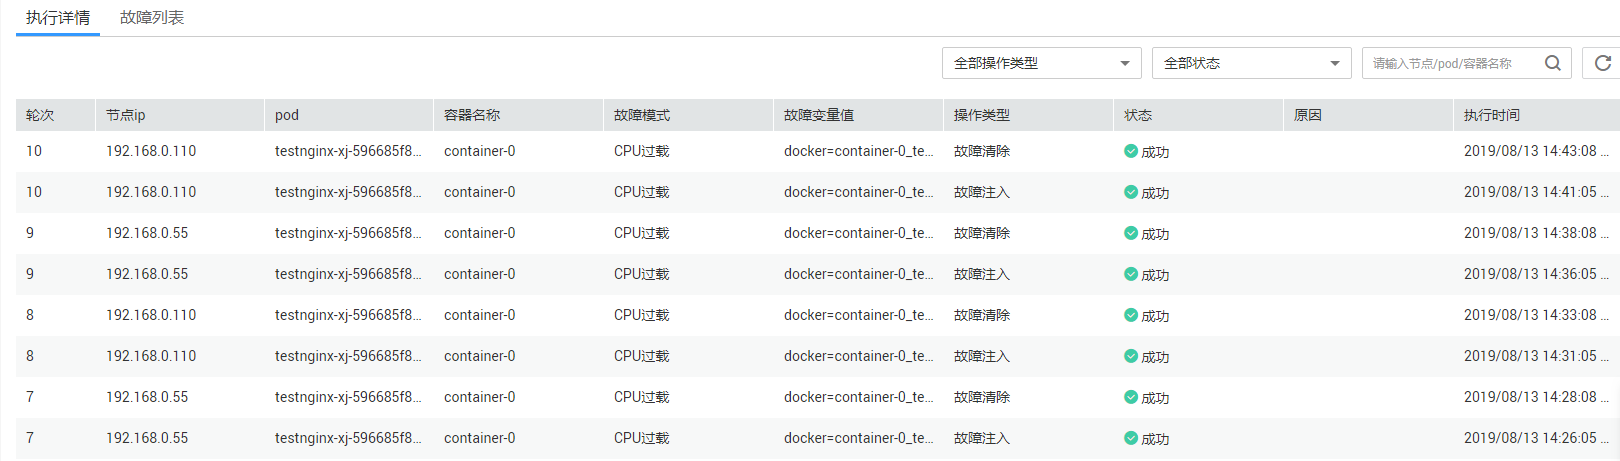 执行详情 故障列表
全部操作类型 全部状态 请输入节点/pod/容器名称
轮次 节点ip pod 容器名称 故障模式 故障变量值 操作类型 状态 原因 执行时间
10 192.168.0.110 testnginx-xj-596685f8... container-0 CPU过载 docker=container-0_te... 故障清除 成功 2019/08/13 14:43:08 ...
10 192.168.0.110 testnginx-xj-596685f8... container-0 CPU过载 docker=container-0_te... 故障注入 成功 2019/08/13 14:41:05 ...
9 192.168.0.55 testnginx-xj-596685f8... container-0 CPU过载 docker=container-0_te... 故障清除 成功 2019/08/13 14:38:08 ...
9 192.168.0.55 testnginx-xj-596685f8... container-0 CPU过载 docker=container-0_te... 故障注入 成功 2019/08/13 14:36:05 ...
8 192.168.0.110 testnginx-xj-596685f8... container-0 CPU过载 docker=container-0_te... 故障清除 成功 2019/08/13 14:33:08 ...
8 192.168.0.110 testnginx-xj-596685f8... container-0 CPU过载 docker=container-0_te... 故障注入 成功 2019/08/13 14:31:05 ...
7 192.168.0.55 testnginx-xj-596685f8... container-0 CPU过载 docker=container-0_te... 故障清除 成功 2019/08/13 14:28:08 ...
7 192.168.0.55 testnginx-xj-596685f8... container-0 CPU过载 docker=container-0_te... 故障注入 成功 2019/08/13 14:26:05 ...